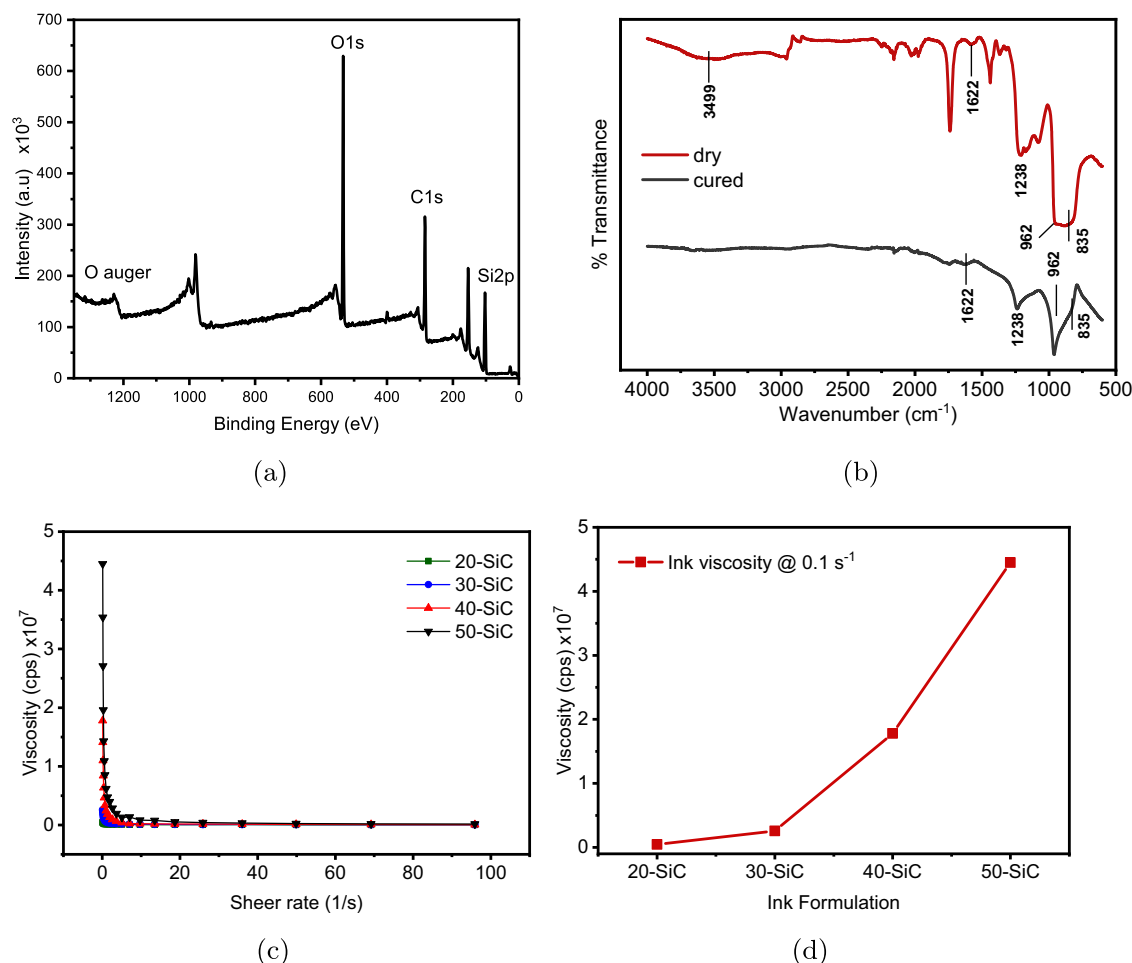 700
600
500
400
300
200
100
0
Intensity (a.u) x10³
O auger
O1s
C1s
Si2p
1200 1000 800 600 400 200 0
Binding Energy (eV)
(a)
% Transmittance
3499
1622
1238
962
835
dry
cured
1622
1238
962
835
4000 3500 3000 2500 2000 1500 1000 500
Wavenumber (cm⁻¹)
(b)
5
4
3
2
1
0
Viscosity (cps) x10⁷
20-SiC
30-SiC
40-SiC
50-SiC
0 20 40 60 80 100
Sheer rate (1/s)
(c)
5
4
3
2
1
0
Viscosity (cps) x10⁷
Ink viscosity @ 0.1 s⁻¹
20-SiC 30-SiC 40-SiC 50-SiC
Ink Formulation
(d)